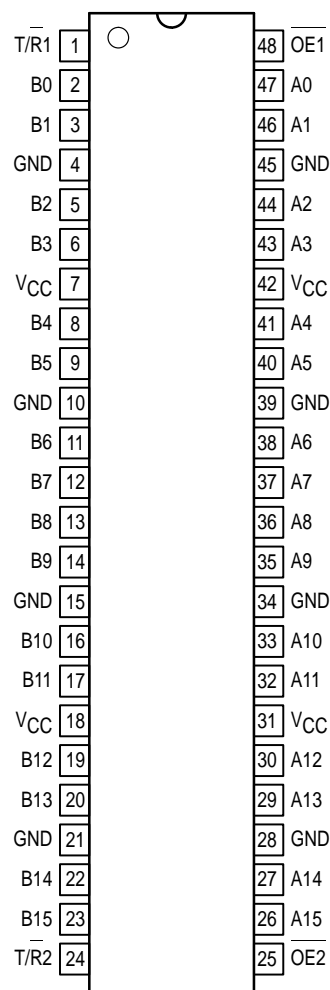 T/R̅1 1 48 O̅E̅1̅
B0 2 47 A0
B1 3 46 A1
GND 4 45 GND
B2 5 44 A2
B3 6 43 A3
VCC 7 42 VCC
B4 8 41 A4
B5 9 40 A5
GND 10 39 GND
B6 11 38 A6
B7 12 37 A7
B8 13 36 A8
B9 14 35 A9
GND 15 34 GND
B10 16 33 A10
B11 17 32 A11
VCC 18 31 VCC
B12 19 30 A12
B13 20 29 A13
GND 21 28 GND
B14 22 27 A14
B15 23 26 A15
T/R̅2 24 25 O̅E̅2̅